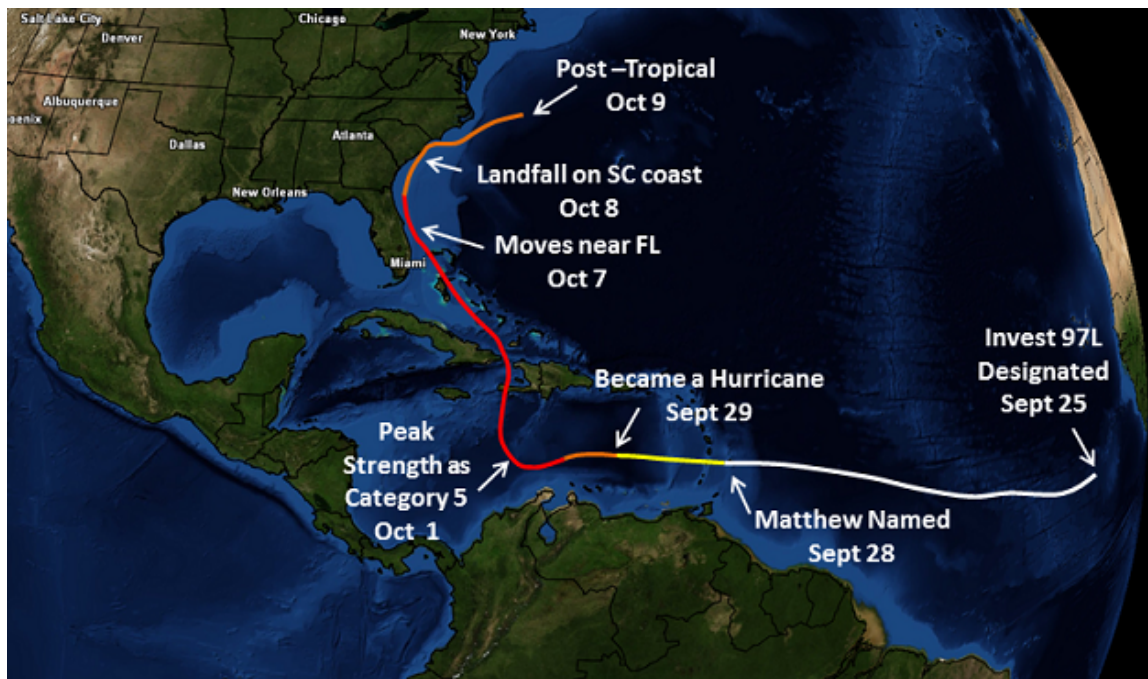 Salt Lake City
Chicago
New York
Denver
Post –Tropical
Oct 9
Albuquerque
oenix
Dallas
Atlanta
Landfall on SC coast
Oct 8
New Orleans
Moves near FL
Oct 7
Miami
Invest 97L
Designated
Sept 25
Became a Hurricane
Sept 29
Peak
Strength as
Category 5
Oct 1
Matthew Named
Sept 28